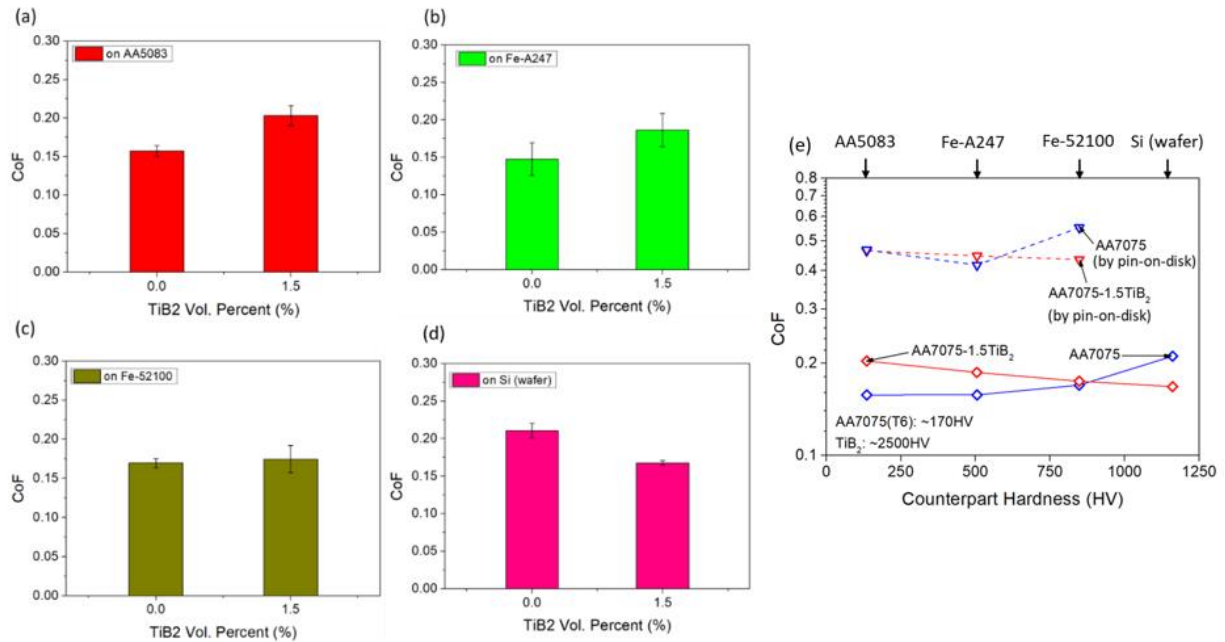 (a)
0.30
0.25
0.20
0.15
0.10
0.05
0.00
CoF
on AA5083
0.0
1.5
TiB2 Vol. Percent (%)
(b)
0.30
0.25
0.20
0.15
0.10
0.05
0.00
CoF
on Fe-A247
0.0
1.5
TiB2 Vol. Percent (%)
(c)
0.30
0.25
0.20
0.15
0.10
0.05
0.00
CoF
on Fe-52100
0.0
1.5
TiB2 Vol. Percent (%)
(d)
0.30
0.25
0.20
0.15
0.10
0.05
0.00
CoF
on Si (wafer)
0.0
1.5
TiB2 Vol. Percent (%)
(e)
AA5083
Fe-A247
Fe-52100
Si (wafer)
0.8
0.7
0.6
0.5
0.4
0.3
0.2
0.1
CoF
AA7075
(by pin-on-disk)
AA7075-1.5TiB₂
(by pin-on-disk)
AA7075-1.5TiB₂
AA7075
AA7075(T6): ~170HV
TiB₂: ~2500HV
0
250
500
750
1000
1250
Counterpart Hardness (HV)